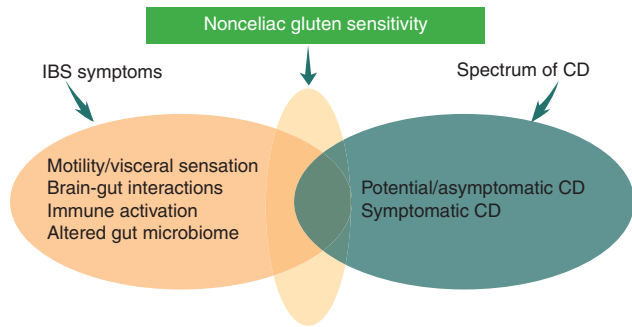 Nonceliac gluten sensitivity
IBS symptoms
Spectrum of CD
Motility/visceral sensation
Brain-gut interactions
Immune activation
Altered gut microbiome
Potential/asymptomatic CD
Symptomatic CD